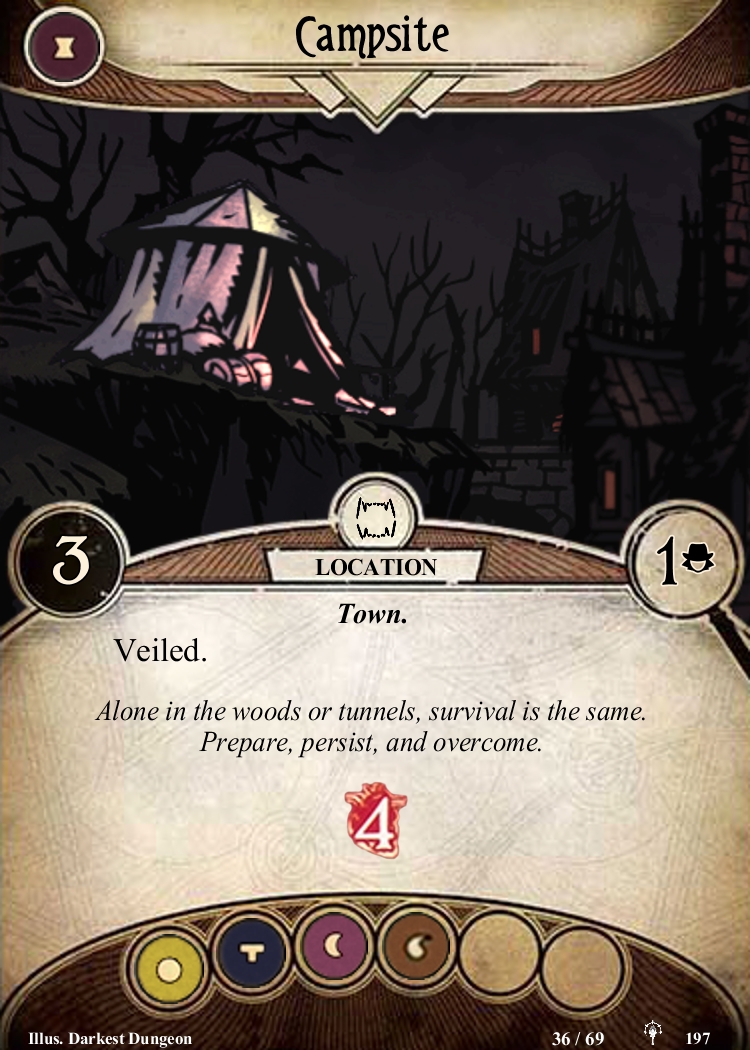 Campsite
3
1
LOCATION
Town.
Veiled.
Alone in the woods or tunnels, survival is the same.
Prepare, persist, and overcome.
4
Illus. Darkest Dungeon
36 / 69
197